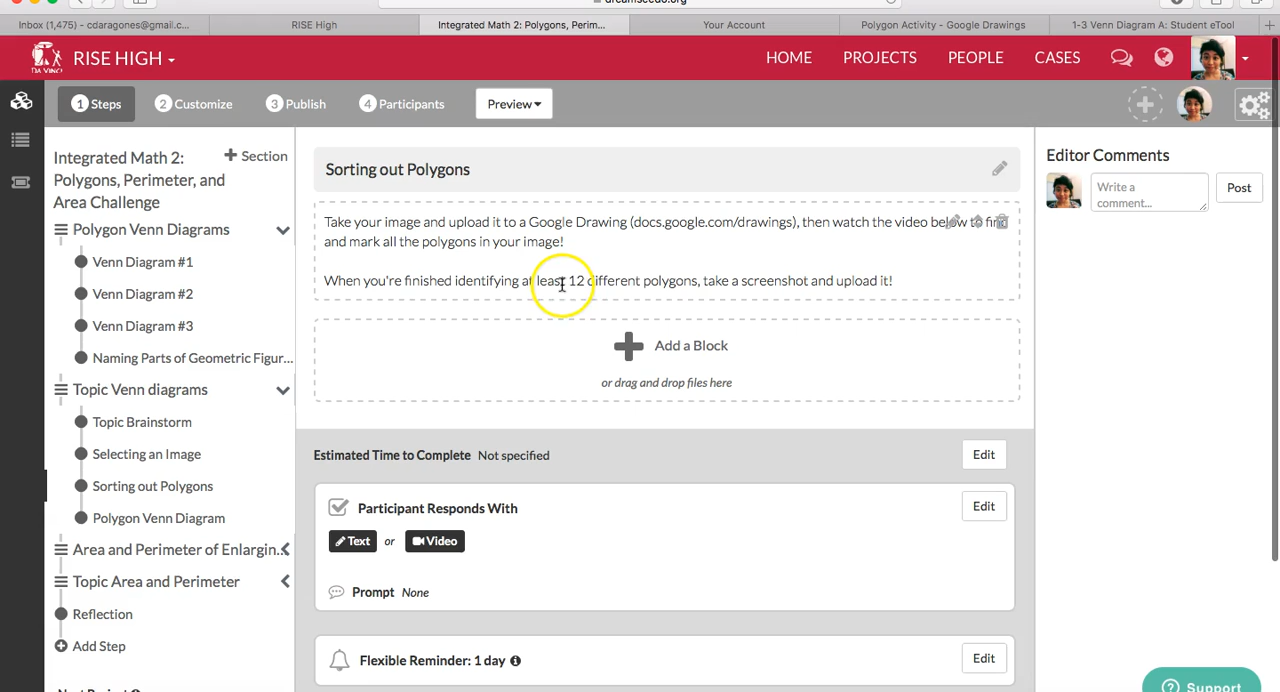 Inbox (1,475) - cdaragones@gmail.c...
RISE High
Integrated Math 2: Polygons, Perim...
Your Account
Polygon Activity - Google Drawings
1-3 Venn Diagram A: Student eTool
DA VINCI
RISE HIGH
HOME
PROJECTS
PEOPLE
CASES
1 Steps
2 Customize
3 Publish
4 Participants
Preview
Integrated Math 2: Polygons, Perimeter, and Area Challenge
+ Section
Polygon Venn Diagrams
Venn Diagram #1
Venn Diagram #2
Venn Diagram #3
Naming Parts of Geometric Figur...
Topic Venn diagrams
Topic Brainstorm
Selecting an Image
Sorting out Polygons
Polygon Venn Diagram
Area and Perimeter of Enlargin...
Topic Area and Perimeter
Reflection
Add Step
Sorting out Polygons
Take your image and upload it to a Google Drawing (docs.google.com/drawings), then watch the video below to find
and mark all the polygons in your image!
When you're finished identifying at least 12 different polygons, take a screenshot and upload it!
Add a Block
or drag and drop files here
Estimated Time to Complete Not specified
Edit
Participant Responds With
Edit
Text or Video
Prompt None
Flexible Reminder: 1 day
Edit
Editor Comments
Write a
comment...
Post
Support